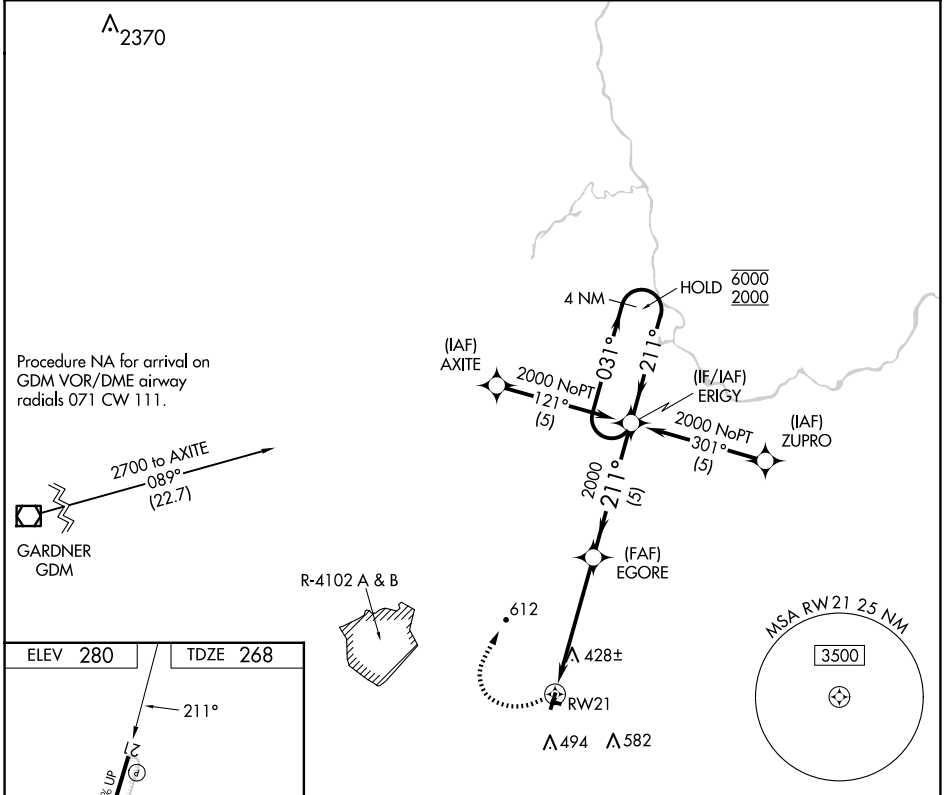 2370
HOLD 6000
2000
4 NM
(IAF)
AXITE
031°
211°
2000 NoPT
121°
(5)
(IF/IAF)
ERIGY
2000 NoPT
301°
(5)
(IAF)
ZUPRO
Procedure NA for arrival on
GDM VOR/DME airway
radials 071 CW 111.
2700 to AXITE
089°
(22.7)
GARDNER
GDM
2000
211°
(5)
(FAF)
EGORE
R-4102 A & B
612
428±
RW21
494
582
MSA RW21 25 NM
3500
ELEV 280
TDZE 268
211°
21
P
% UP